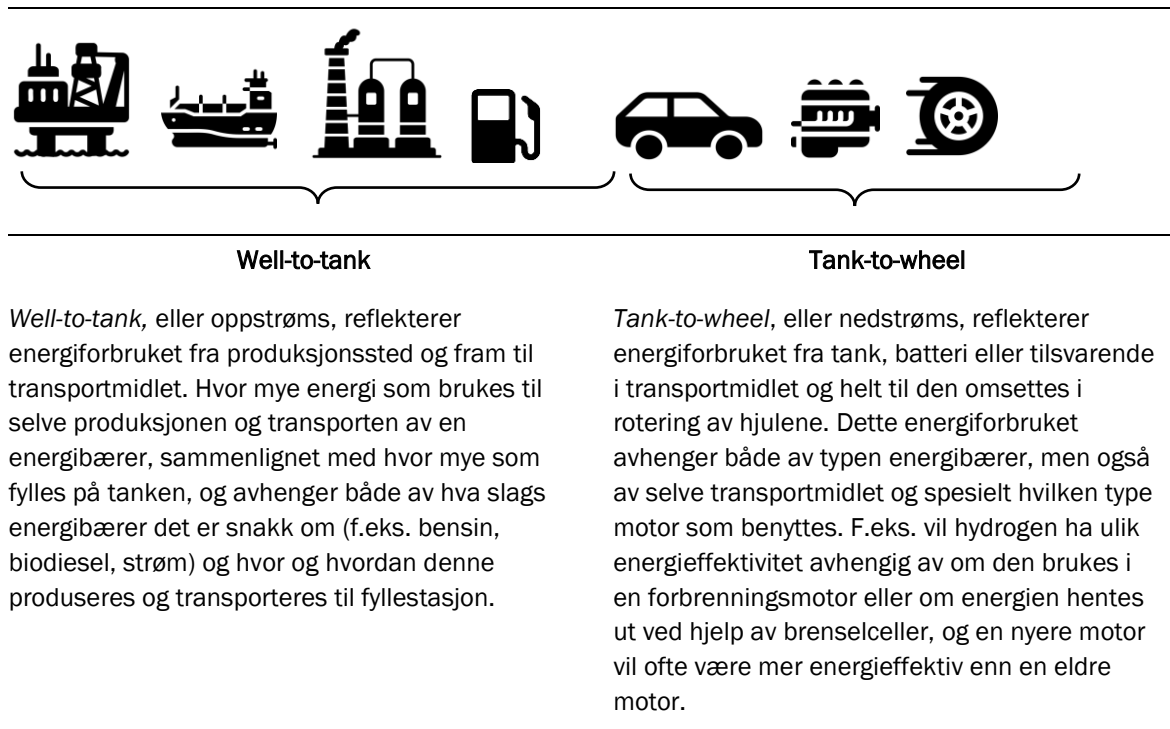 Well-to-tank
Well-to-tank, eller oppstrøms, reflekterer
energiforbruket fra produksjonssted og fram til
transportmidlet. Hvor mye energi som brukes til
selve produksjonen og transporten av en
energibærer, sammenlignet med hvor mye som
fylles på tanken, og avhenger både av hva slags
energibærer det er snakk om (f.eks. bensin,
biodiesel, strøm) og hvor og hvordan denne
produseres og transporteres til fyllestasjon.
Tank-to-wheel
Tank-to-wheel, eller nedstrøms, reflekterer
energiforbruket fra tank, batteri eller tilsvarende
i transportmidlet og helt til den omsettes i
rotering av hjulene. Dette energiforbruket
avhenger både av typen energibærer, men også
av selve transportmidlet og spesielt hvilken type
motor som benyttes. F.eks. vil hydrogen ha ulik
energieffektivitet avhengig av om den brukes i
en forbrenningsmotor eller om energien hentes
ut ved hjelp av brenselceller, og en nyere motor
vil ofte være mer energieffektiv enn en eldre
motor.